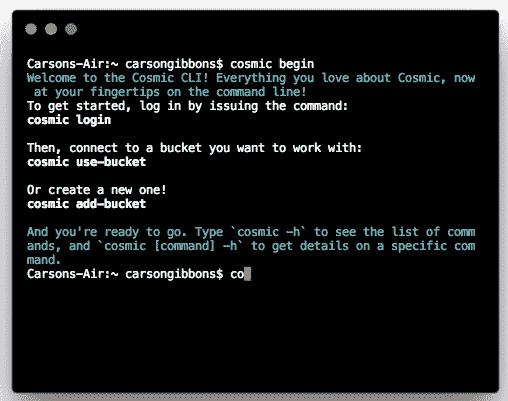 Carsons-Air:~ carsongibbons$ cosmic begin
Welcome to the Cosmic CLI! Everything you love about Cosmic, now
at your fingertips on the command line!
To get started, log in by issuing the command:
cosmic login
Then, connect to a bucket you want to work with:
cosmic use-bucket
Or create a new one!
cosmic add-bucket
And you're ready to go. Type `cosmic -h` to see the list of comm
ands, and `cosmic [command] -h` to get details on a specific com
mand.
Carsons-Air:~ carsongibbons$ co